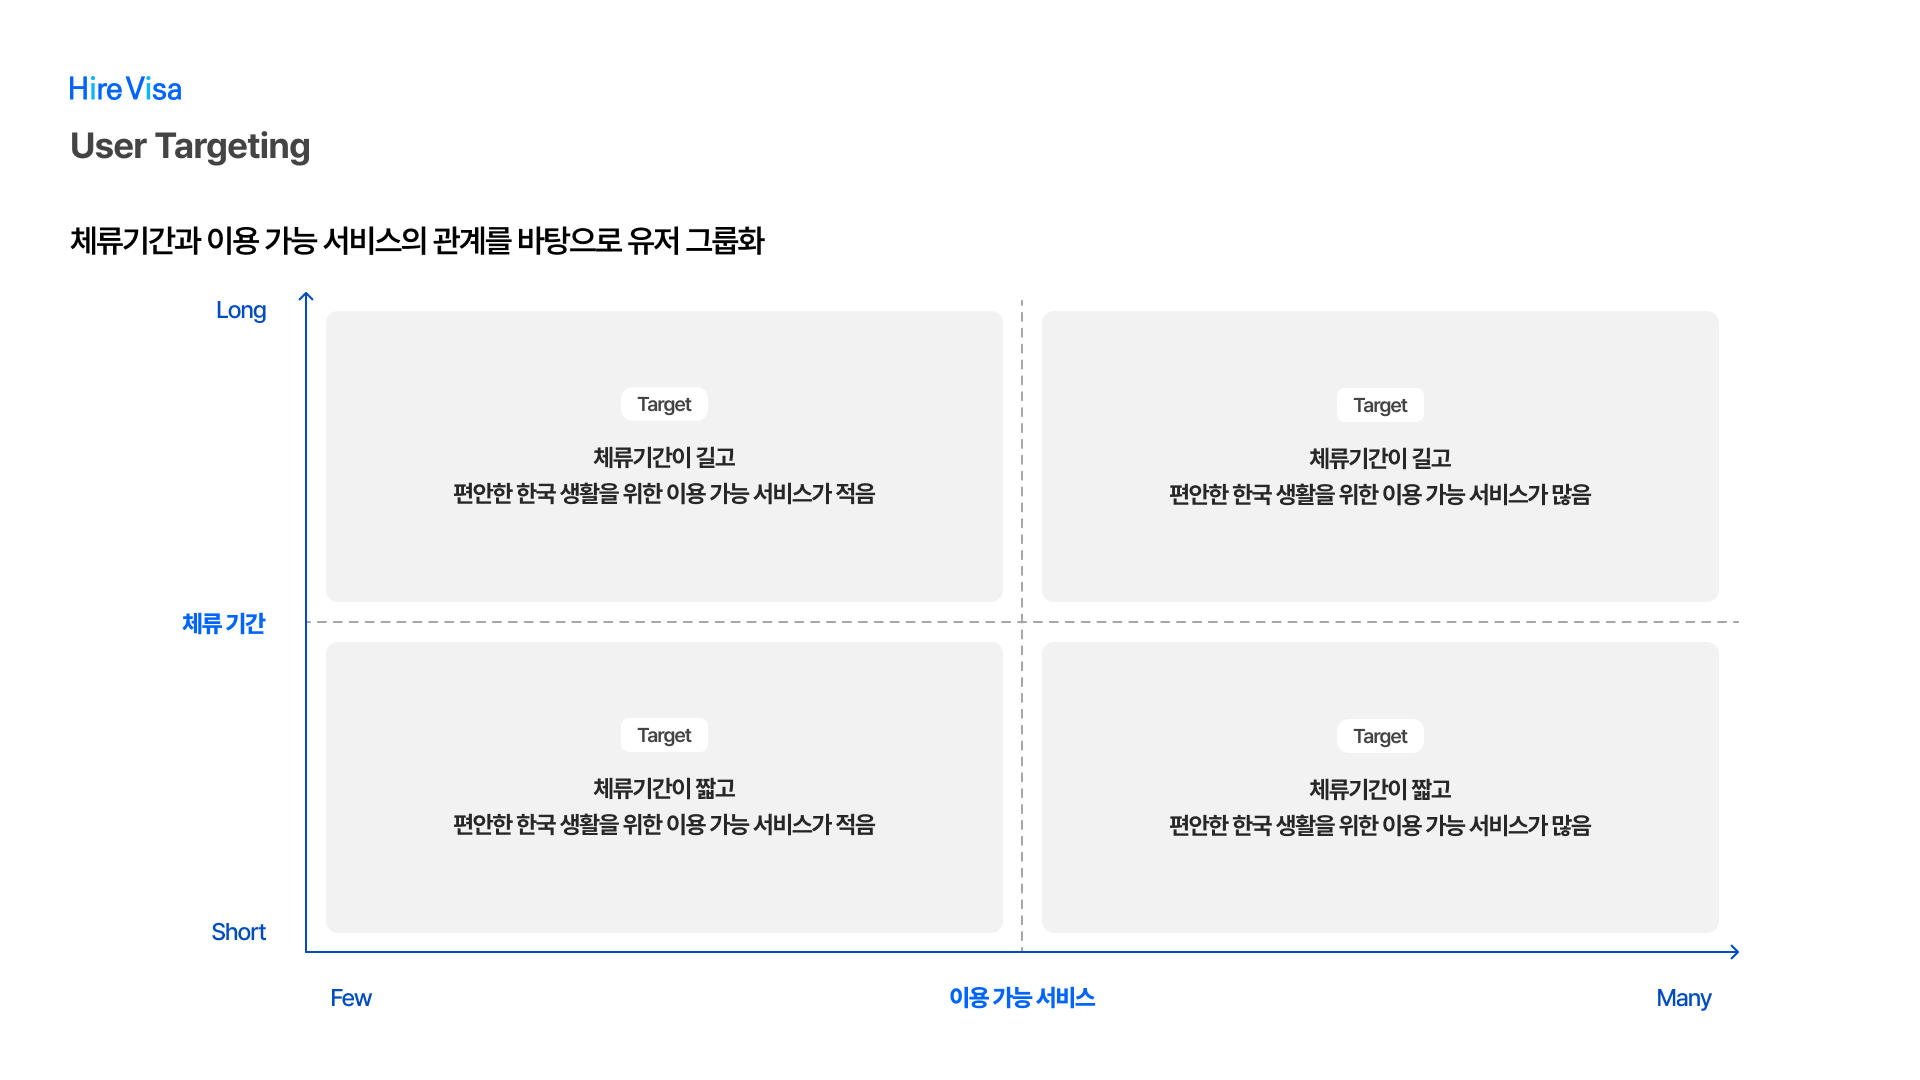 Hire Visa
User Targeting
체류기간과 이용 가능 서비스의 관계를 바탕으로 유저 그룹화
Long
Target
체류기간이 길고
편안한 한국 생활을 위한 이용 가능 서비스가 적음
Target
체류기간이 길고
편안한 한국 생활을 위한 이용 가능 서비스가 많음
체류 기간
Target
체류기간이 짧고
편안한 한국 생활을 위한 이용 가능 서비스가 적음
Target
체류기간이 짧고
편안한 한국 생활을 위한 이용 가능 서비스가 많음
Short
Few
이용 가능 서비스
Many